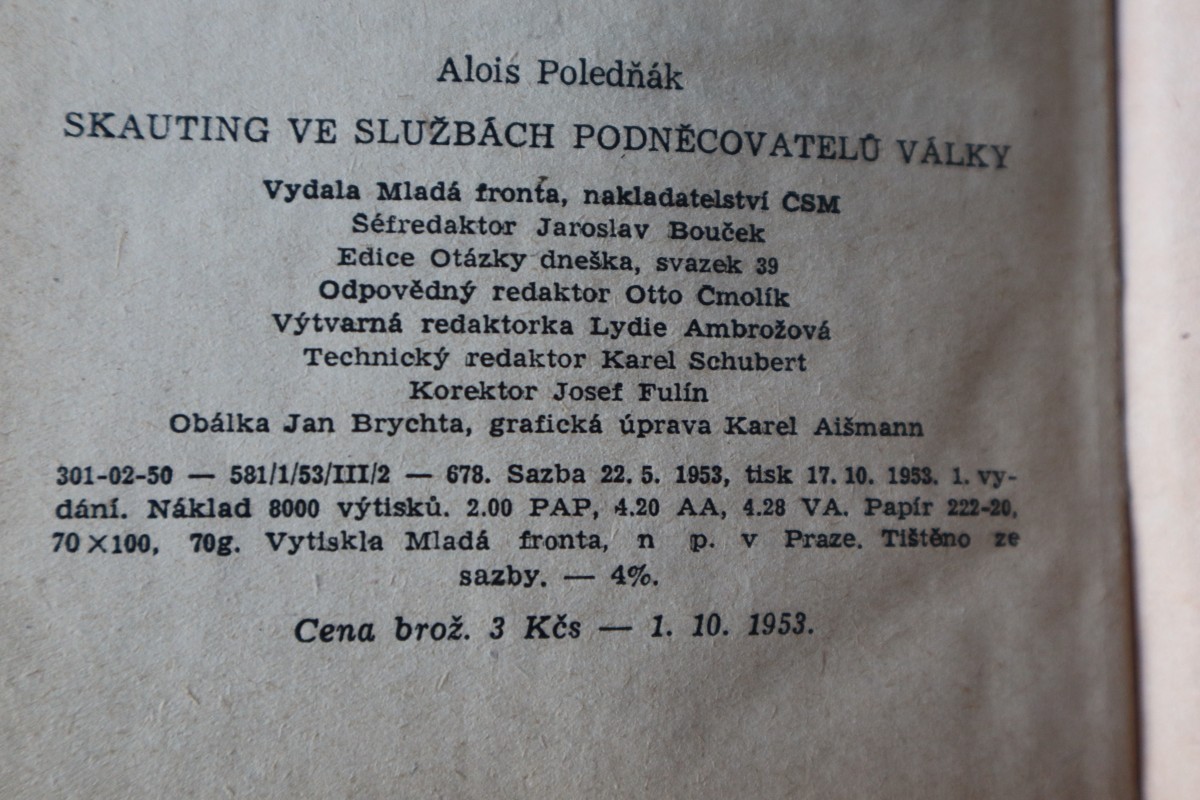 Alois Poledňák
SKAUTING VE SLUŽBÁCH PODNĚCOVATELŮ VÁLKY
Vydala Mladá fronta, nakladatelství ČSM
Šéfredaktor Jaroslav Bouček
Edice Otázky dneška, svazek 39
Odpovědný redaktor Otto Čmolík
Výtvarná redaktorka Lydie Ambrožová
Technický redaktor Karel Schubert
Korektor Josef Fulín
Obálka Jan Brychta, grafická úprava Karel Aišmann
301-02-50 — 581/1/53/III/2 — 678. Sazba 22. 5. 1953, tisk 17. 10. 1953. 1. vy-
dání. Náklad 8000 výtisků. 2.00 PAP, 4.20 AA, 4.28 VA. Papír 222-20,
70×100, 70g. Vytiskla Mladá fronta, n p. v Praze. Tištěno ze
sazby. — 4%.
Cena brož. 3 Kčs — 1. 10. 1953.